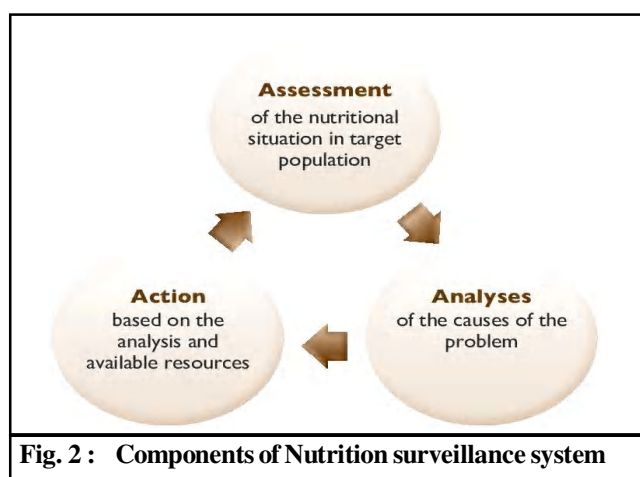 Assessment
of the nutritional
situation in target
population
Action
based on the
analysis and
available resources
Analyses
of the causes of the
problem
Fig. 2 : Components of Nutrition surveillance system